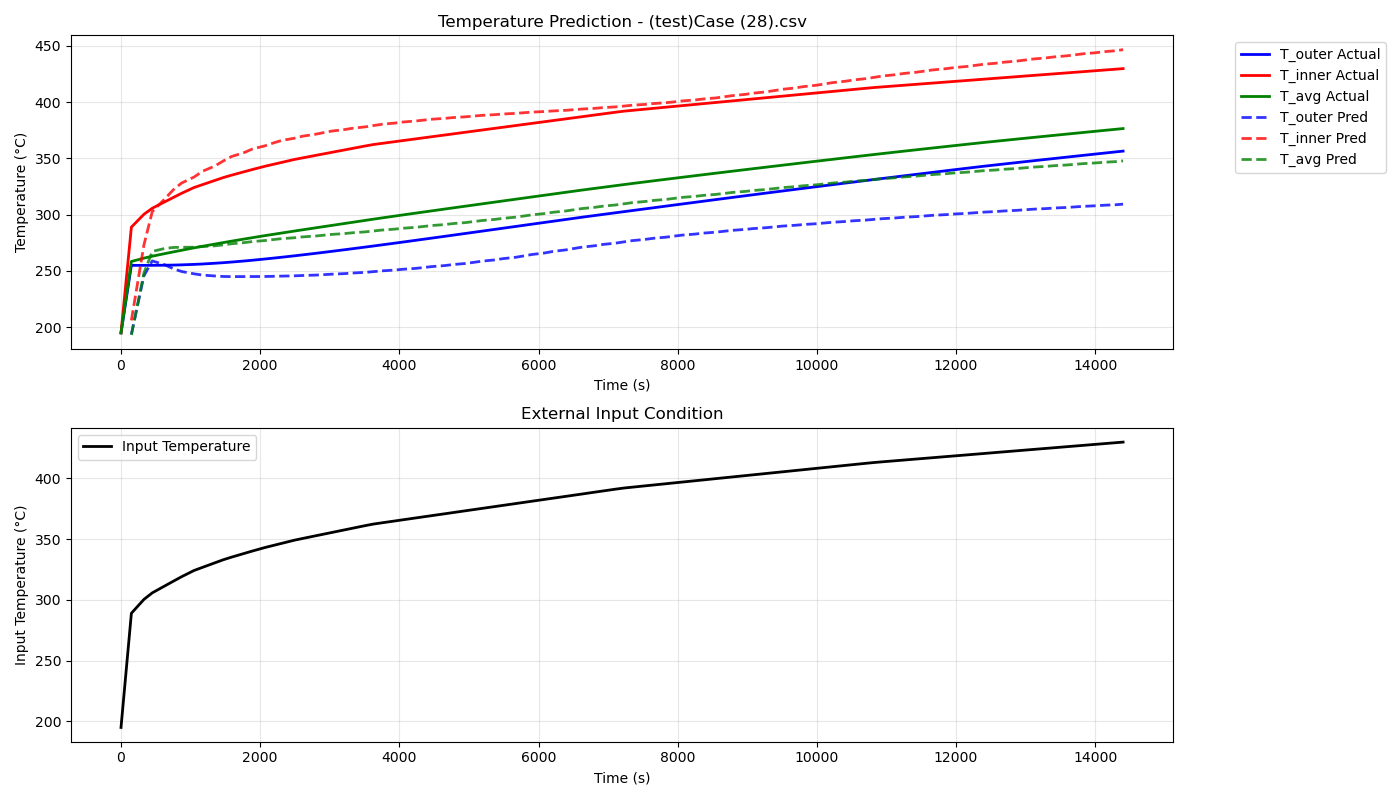 Temperature Prediction - (test)Case (28).csv
Temperature (°C)
450
400
350
300
250
200
0 2000 4000 6000 8000 10000 12000 14000
Time (s)
T_outer Actual
T_inner Actual
T_avg Actual
T_outer Pred
T_inner Pred
T_avg Pred
External Input Condition
Input Temperature
Input Temperature (°C)
400
350
300
250
200
0 2000 4000 6000 8000 10000 12000 14000
Time (s)